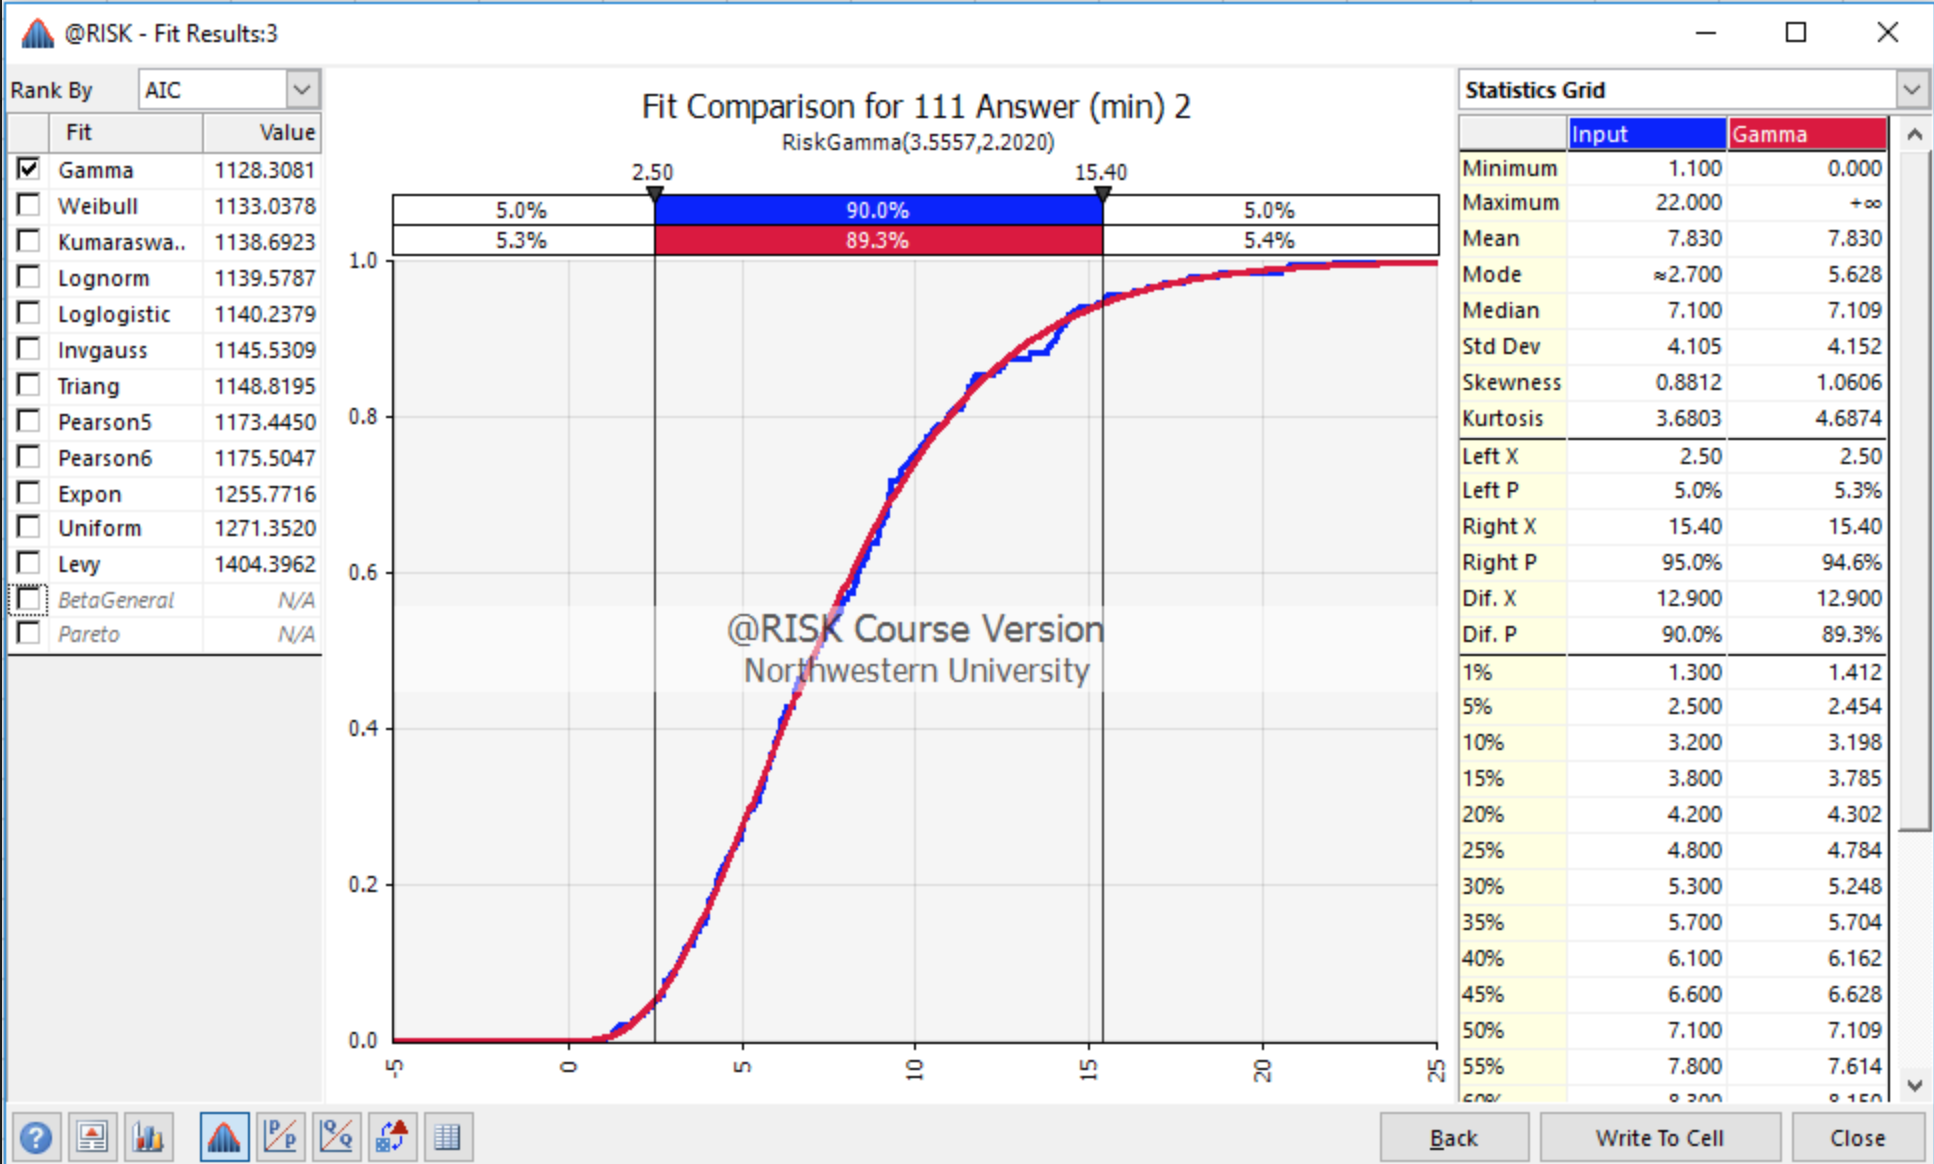 @RISK - Fit Results:3
Rank By AIC
Fit Value
Gamma 1128.3081
Weibull 1133.0378
Kumaraswa.. 1138.6923
Lognorm 1139.5787
Loglogistic 1140.2379
Invgauss 1145.5309
Triang 1148.8195
Pearson5 1173.4450
Pearson6 1175.5047
Expon 1255.7716
Uniform 1271.3520
Levy 1404.3962
BetaGeneral N/A
Pareto N/A
Fit Comparison for 111 Answer (min) 2
RiskGamma(3.5557,2.2020)
2.50 15.40
5.0% 90.0% 5.0%
5.3% 89.3% 5.4%
1.0
0.8
0.6
0.4
0.2
0.0
-5 0 5 10 15 20 25
@RISK Course Version
Northwestern University
Statistics Grid
Input Gamma
Minimum 1.100 0.000
Maximum 22.000 +∞
Mean 7.830 7.830
Mode ≈2.700 5.628
Median 7.100 7.109
Std Dev 4.105 4.152
Skewness 0.8812 1.0606
Kurtosis 3.6803 4.6874
Left X 2.50 2.50
Left P 5.0% 5.3%
Right X 15.40 15.40
Right P 95.0% 94.6%
Dif. X 12.900 12.900
Dif. P 90.0% 89.3%
1% 1.300 1.412
5% 2.500 2.454
10% 3.200 3.198
15% 3.800 3.785
20% 4.200 4.302
25% 4.800 4.784
30% 5.300 5.248
35% 5.700 5.704
40% 6.100 6.162
45% 6.600 6.628
50% 7.100 7.109
55% 7.800 7.614
60% 8.300 8.150
? P/P Q/Q
Back Write To Cell Close